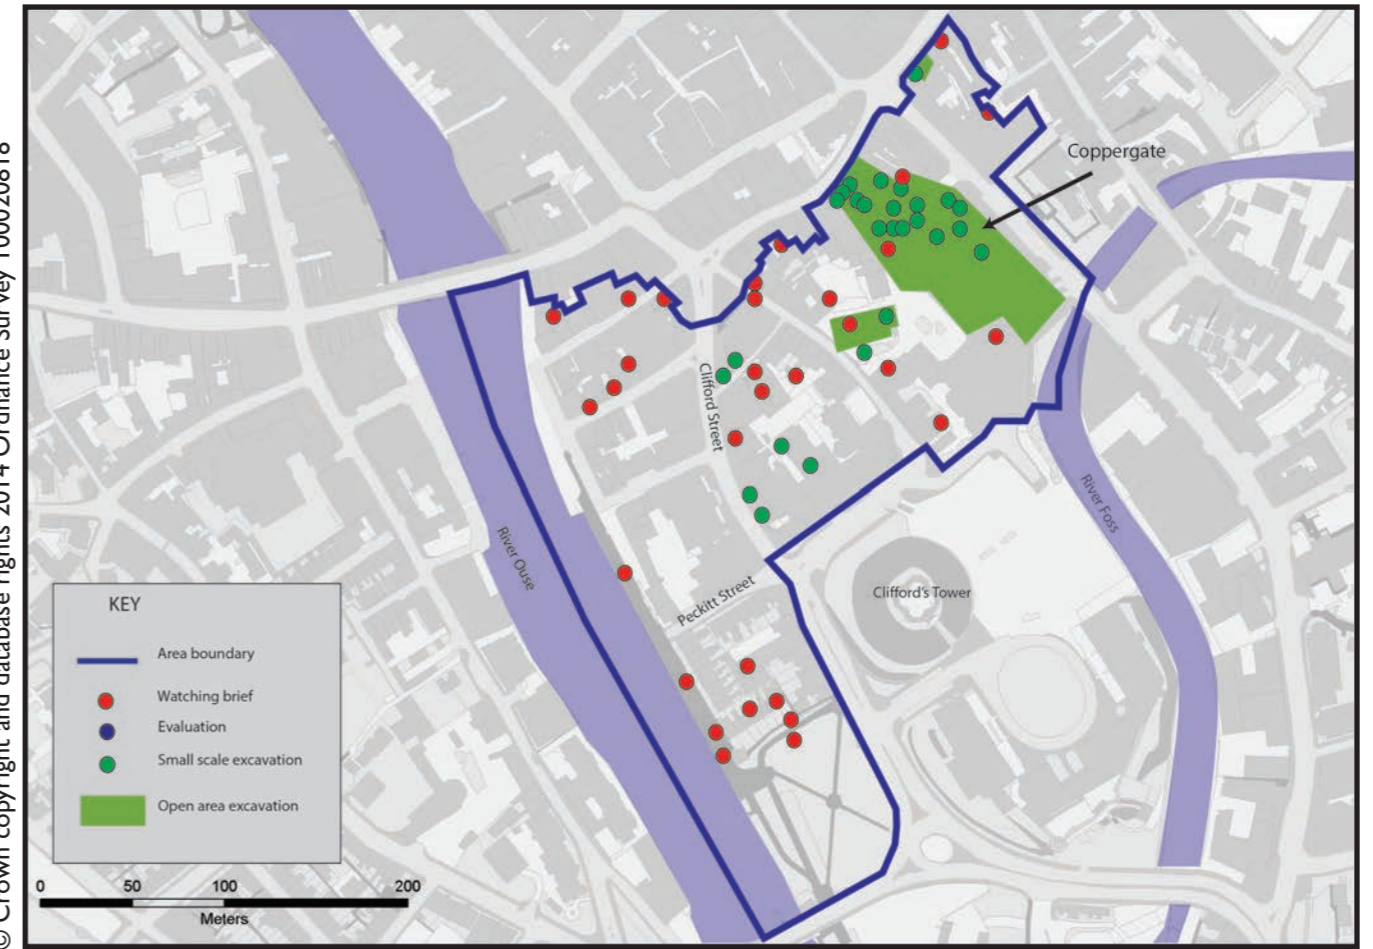 © Crown copyright and database rights 2014 Ordnance Survey 100020818
Coppergate
Clifford Street
River Foss
River Ouse
Clifford's Tower
Peckitt Street
KEY
Area boundary
Watching brief
Evaluation
Small scale excavation
Open area excavation
0 50 100 200
Meters